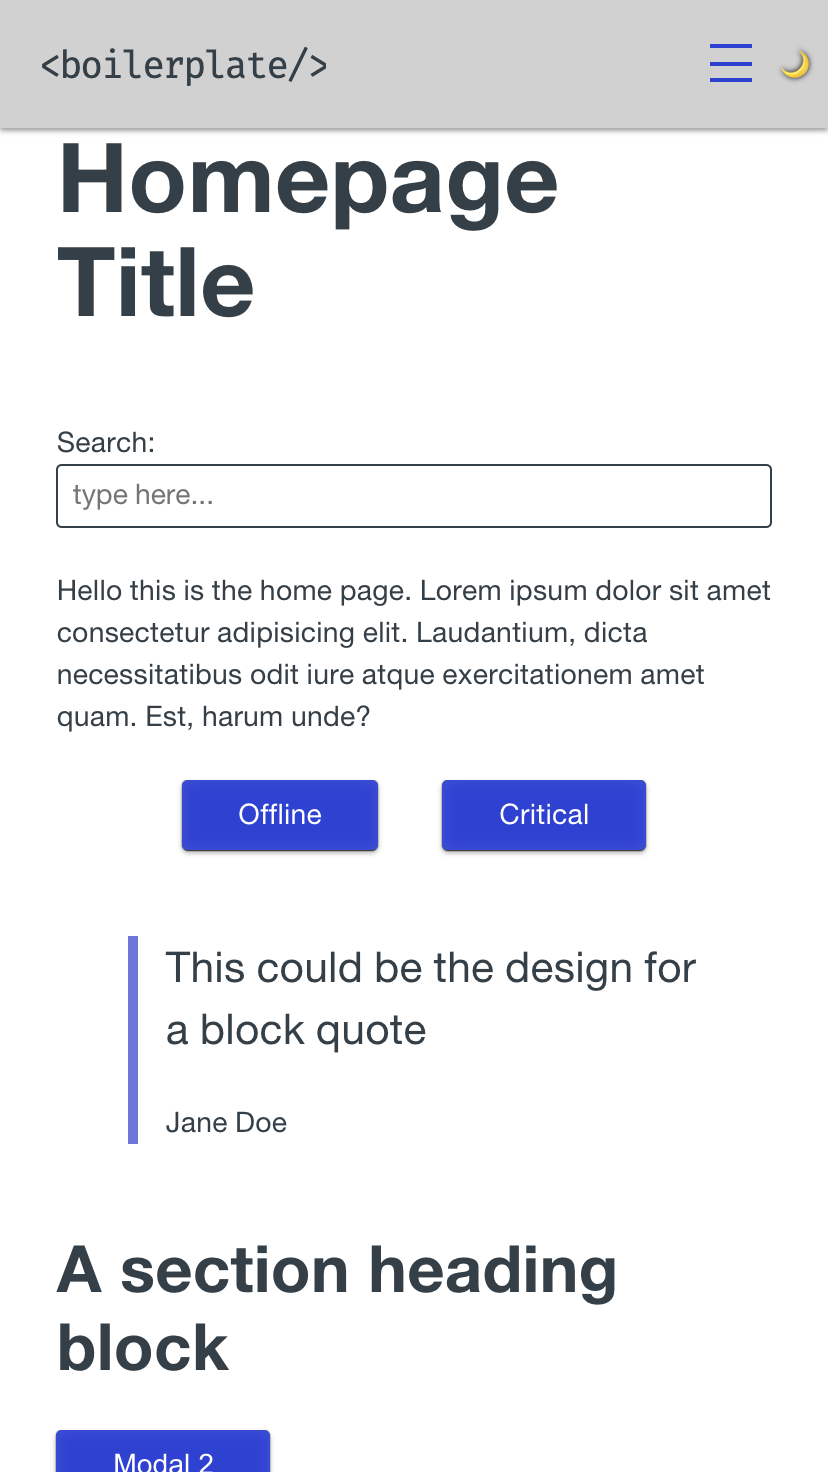 <boilerplate/>
Homepage
Title
Search:
type here...
Hello this is the home page. Lorem ipsum dolor sit amet
consectetur adipisicing elit. Laudantium, dicta
necessitatibus odit iure atque exercitationem amet
quam. Est, harum unde?
Offline
Critical
This could be the design for
a block quote
Jane Doe
A section heading
block
Modal 2